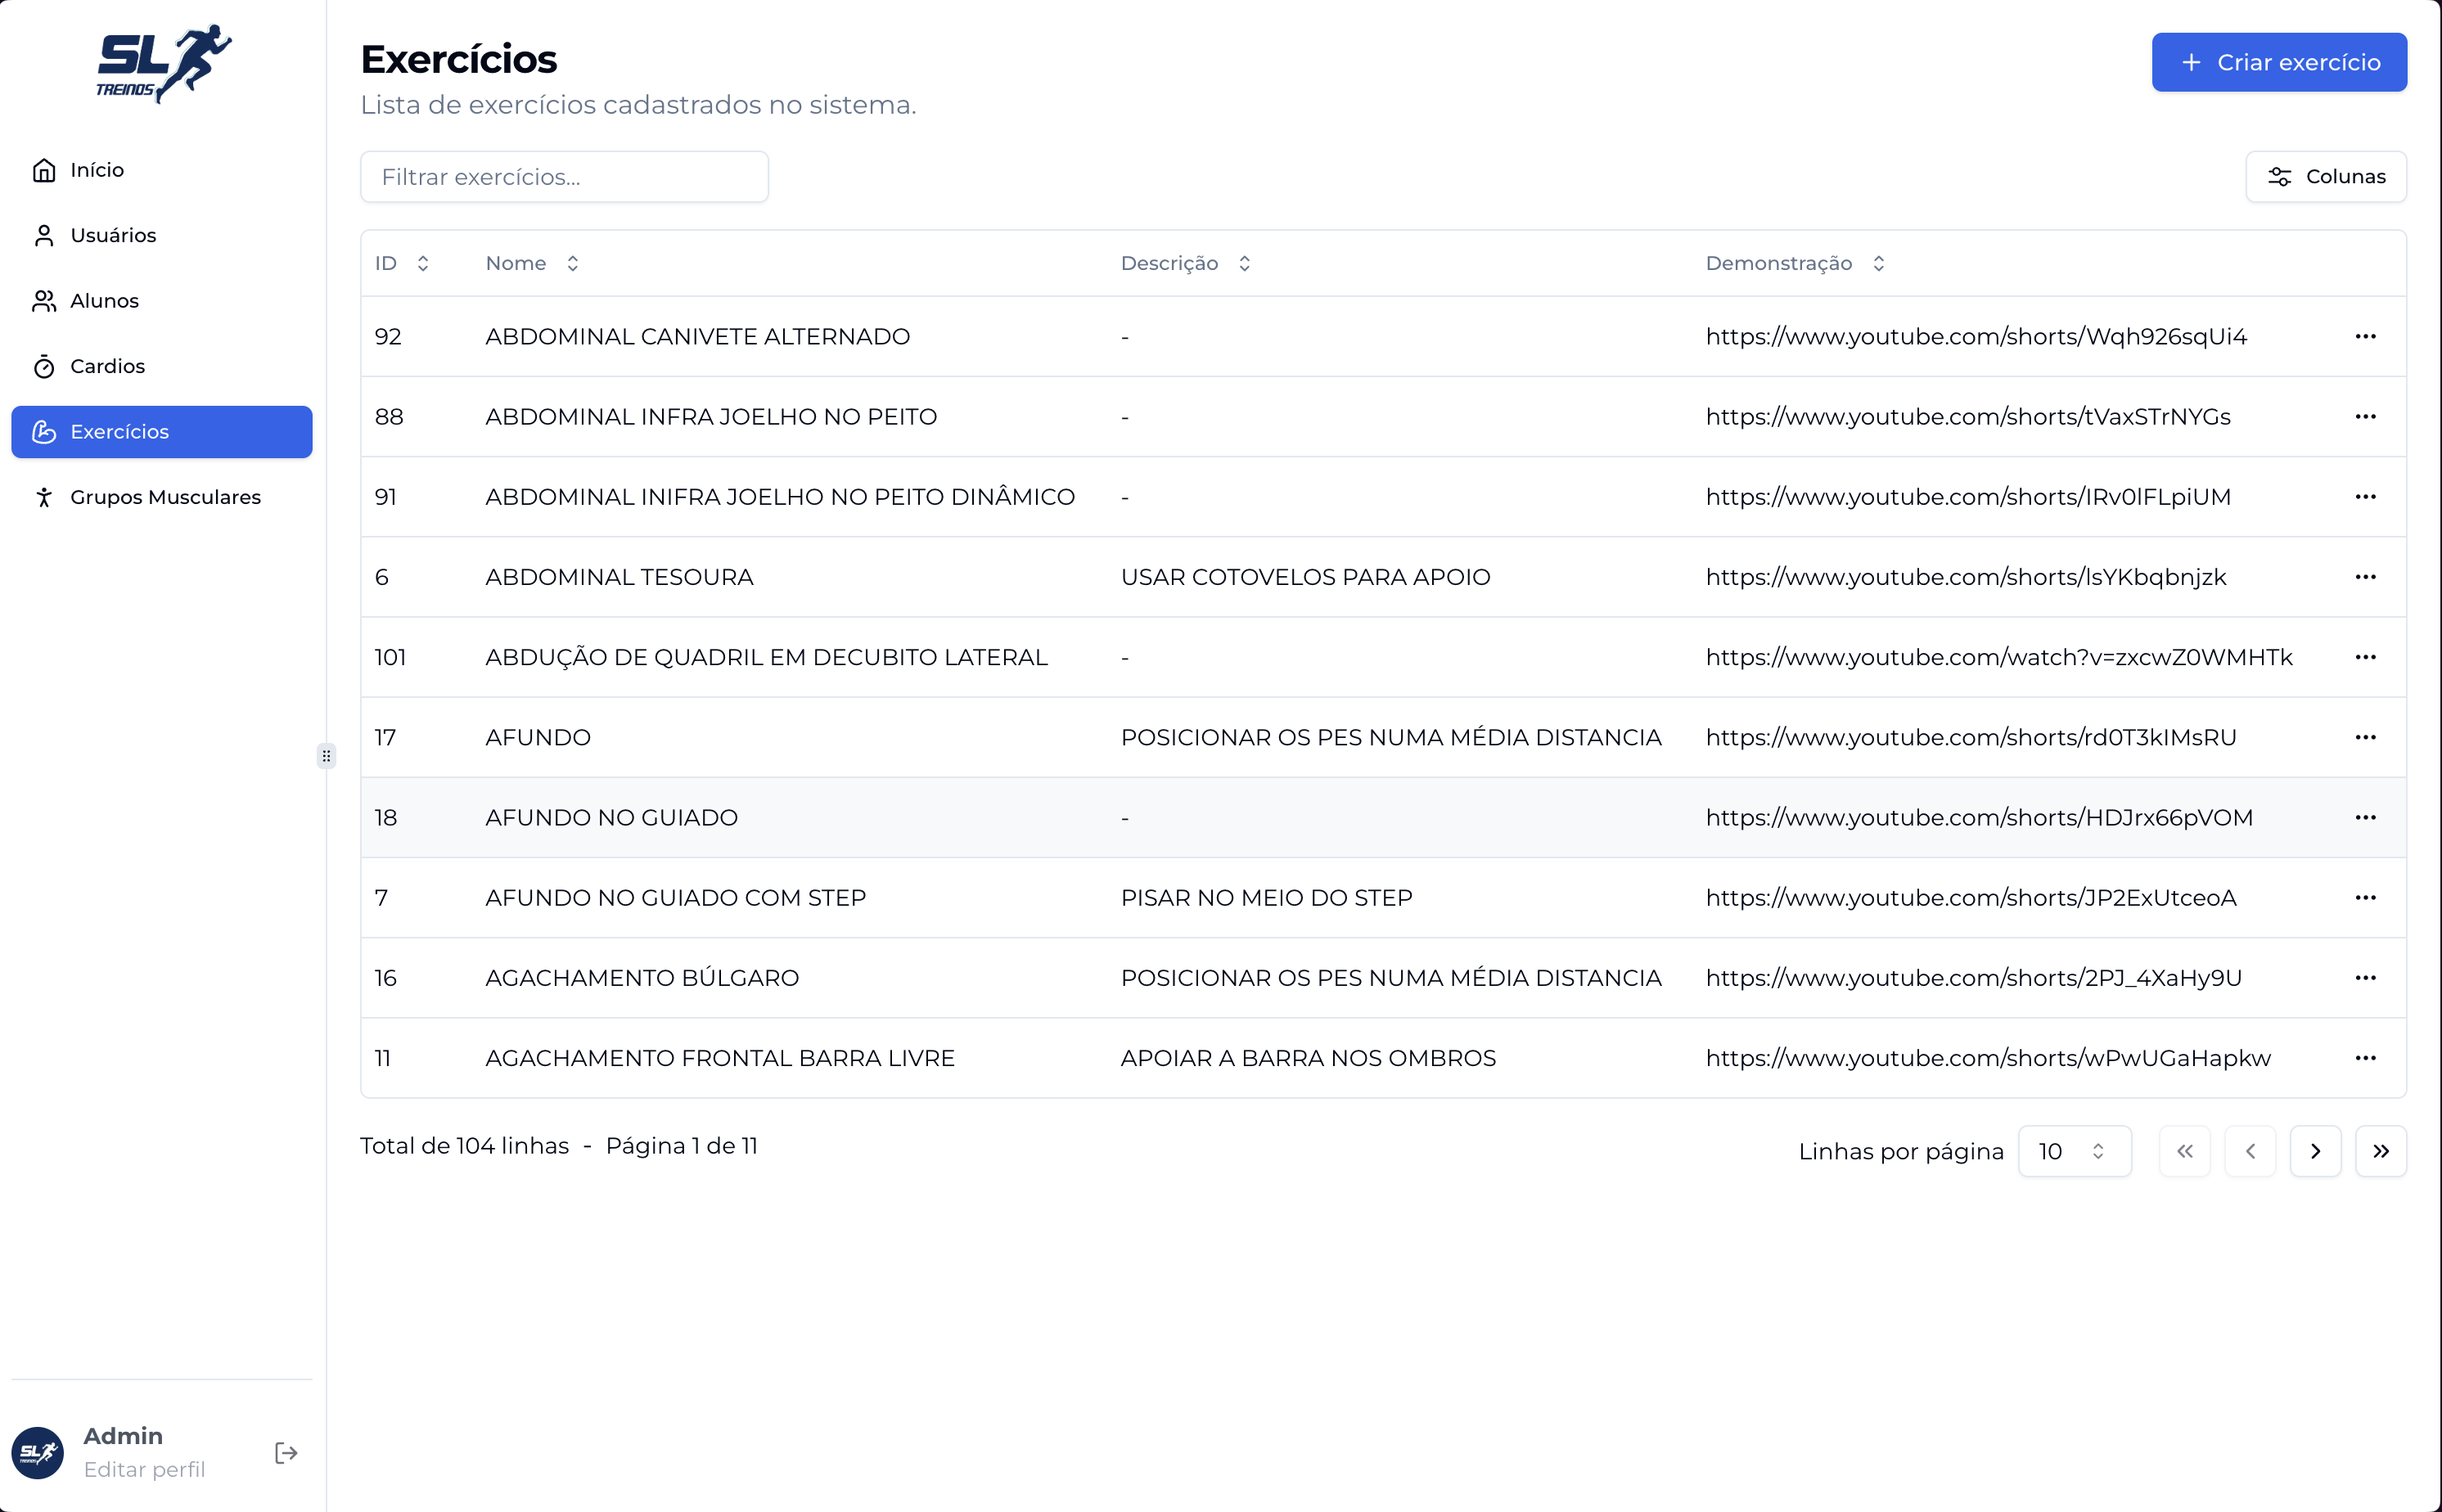 SL
TREINOS
Início
Usuários
Alunos
Cardios
Exercícios
Grupos Musculares
Admin
Editar perfil
Exercícios
Lista de exercícios cadastrados no sistema.
Criar exercício
Filtrar exercícios...
Colunas
ID Nome Descrição Demonstração
92 ABDOMINAL CANIVETE ALTERNADO - https://www.youtube.com/shorts/Wqh926sqUi4
88 ABDOMINAL INFRA JOELHO NO PEITO - https://www.youtube.com/shorts/tVaxSTrNYGs
91 ABDOMINAL INIFRA JOELHO NO PEITO DINÂMICO - https://www.youtube.com/shorts/IRv0lFLpiUM
6 ABDOMINAL TESOURA USAR COTOVELOS PARA APOIO https://www.youtube.com/shorts/lsYKbqbnjzk
101 ABDUÇÃO DE QUADRIL EM DECUBITO LATERAL - https://www.youtube.com/watch?v=zxcwZ0WMHTk
17 AFUNDO POSICIONAR OS PES NUMA MÉDIA DISTANCIA https://www.youtube.com/shorts/rd0T3kIMsRU
18 AFUNDO NO GUIADO - https://www.youtube.com/shorts/HDJrx66pVOM
7 AFUNDO NO GUIADO COM STEP PISAR NO MEIO DO STEP https://www.youtube.com/shorts/JP2ExUtceoA
16 AGACHAMENTO BÚLGARO POSICIONAR OS PES NUMA MÉDIA DISTANCIA https://www.youtube.com/shorts/2PJ_4XaHy9U
11 AGACHAMENTO FRONTAL BARRA LIVRE APOIAR A BARRA NOS OMBROS https://www.youtube.com/shorts/wPwUGaHapkw
Total de 104 linhas - Página 1 de 11
Linhas por página 10